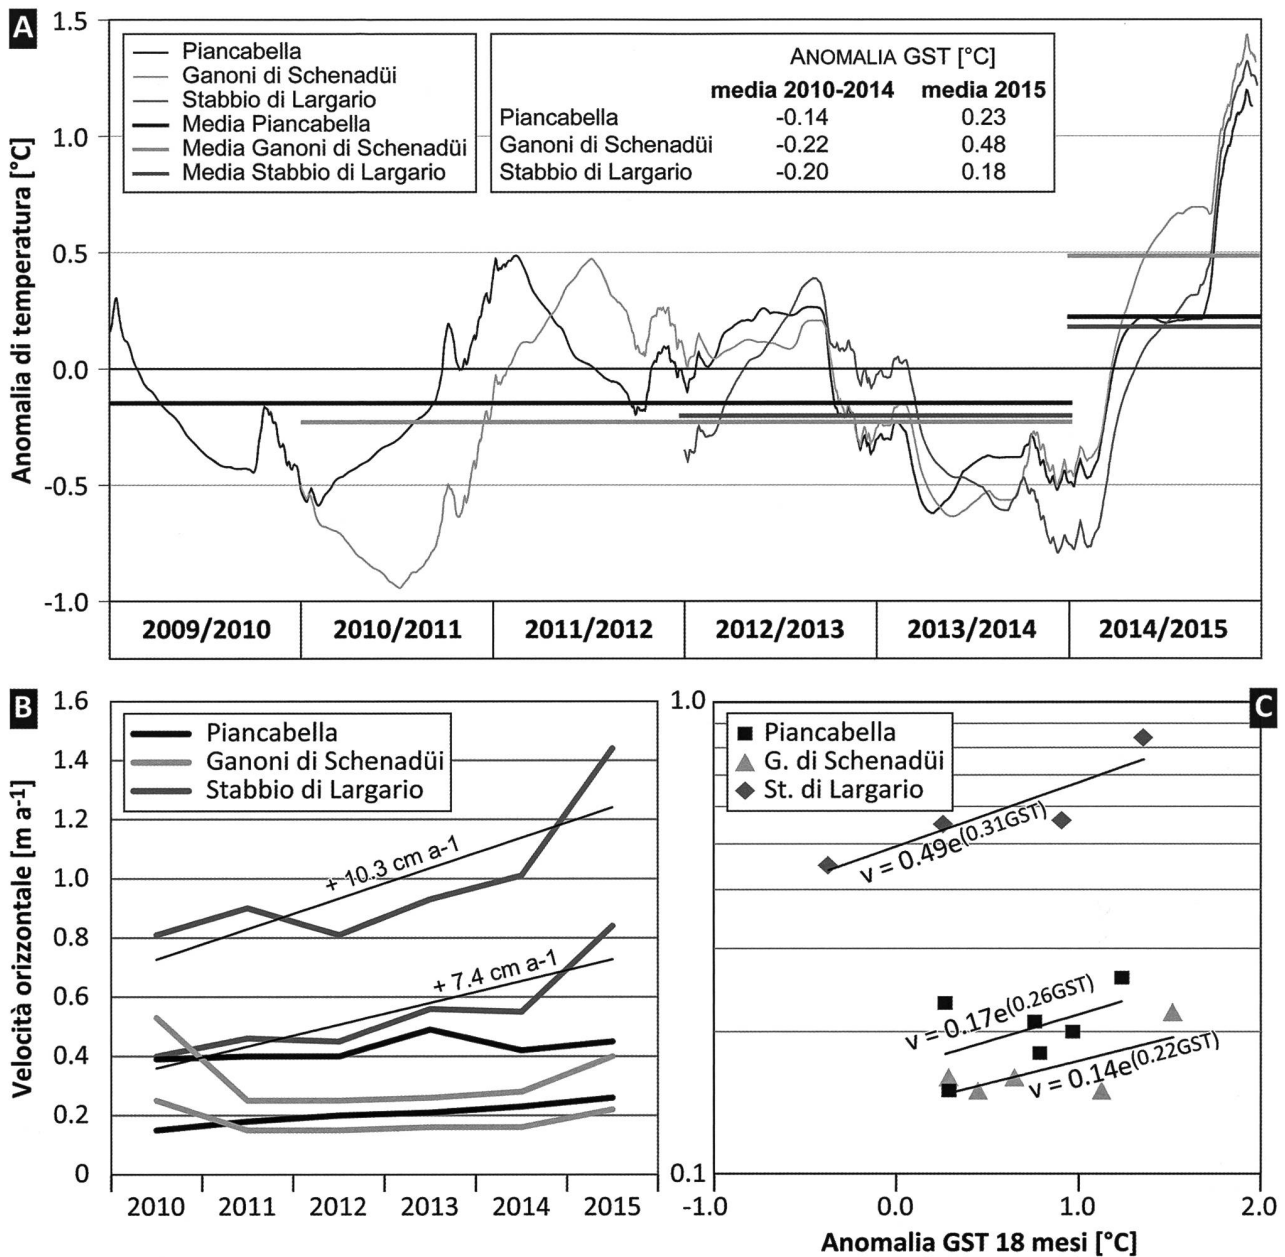 A
1.5
1.0
0.5
0.0
-0.5
-1.0
Anomalia di temperatura [°C]
Piancabella
Ganoni di Schenadüi
Stabbio di Largario
Media Piancabella
Media Ganoni di Schenadüi
Media Stabbio di Largario
ANOMALIA GST [°C]
media 2010-2014 media 2015
Piancabella -0.14 0.23
Ganoni di Schenadüi -0.22 0.48
Stabbio di Largario -0.20 0.18
2009/2010 2010/2011 2011/2012 2012/2013 2013/2014 2014/2015
B
1.6
1.4
1.2
1.0
0.8
0.6
0.4
0.2
0
Velocità orizzontale [m a-1]
Piancabella
Ganoni di Schenadüi
Stabbio di Largario
+ 10.3 cm a-1
+ 7.4 cm a-1
2010 2011 2012 2013 2014 2015
C
1.0
0.1
Piancabella
G. di Schenadüi
St. di Largario
v = 0.49e(0.31GST)
v = 0.17e(0.26GST)
v = 0.14e(0.22GST)
-1.0 0.0 1.0 2.0
Anomalia GST 18 mesi [°C]